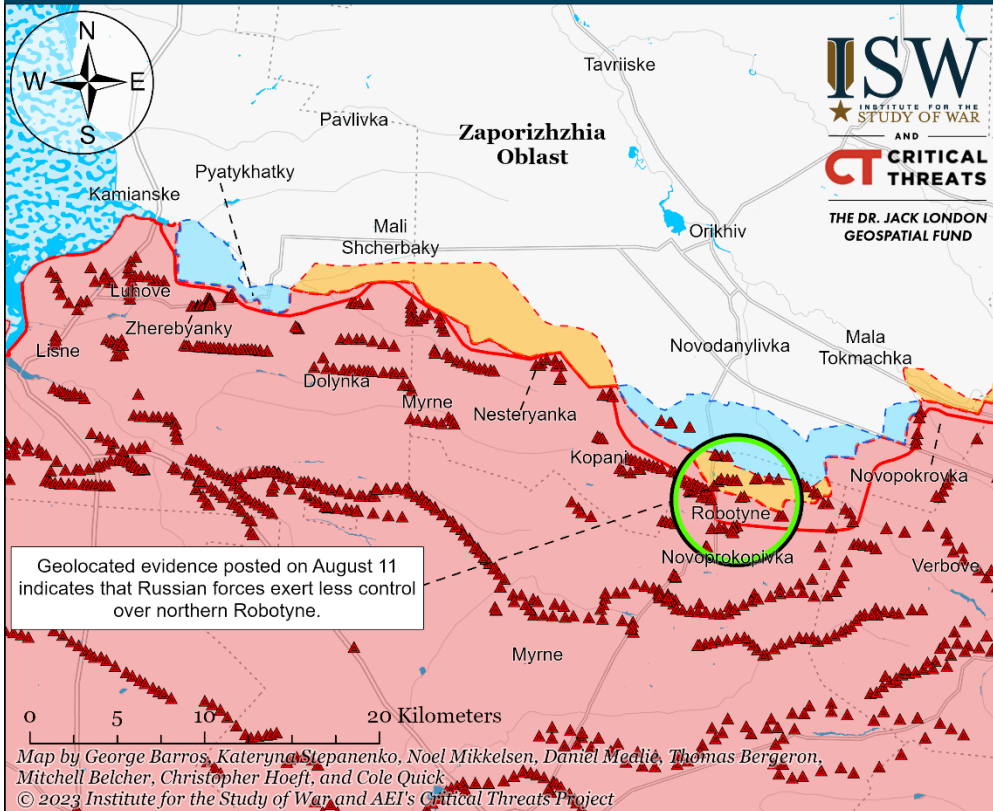 N
W
E
S
ISW
INSTITUTE FOR THE
STUDY OF WAR
AND
CT CRITICAL
THREATS
THE DR. JACK LONDON
GEOSPATIAL FUND
Tavriiske
Pavlivka
Zaporizhzhia
Oblast
Pyatykhatky
Kamianske
Mali
Shcherbaky
Orikhiv
Luhove
Zherebyanky
Lisne
Novodanylivka
Mala
Tokmachka
Dolynka
Myrne
Nesteryanka
Kopani
Novopokrovka
Robotyne
Novoprokopivka
Verbove
Geolocated evidence posted on August 11
indicates that Russian forces exert less control
over northern Robotyne.
Myrne
0 5 10 20 Kilometers
Map by George Barros, Kateryna Stepanenko, Noel Mikkelsen, Daniel Mealie, Thomas Bergeron,
Mitchell Belcher, Christopher Hoeft, and Cole Quick
© 2023 Institute for the Study of War and AEI's Critical Threats Project